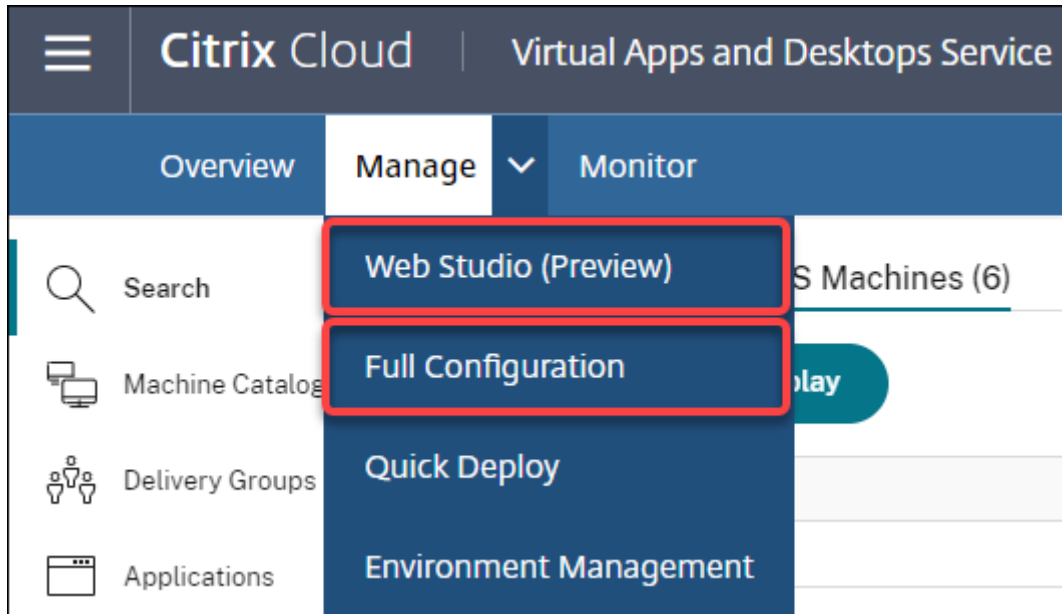 Citrix Cloud Virtual Apps and Desktops Service
Overview Manage Monitor
Web Studio (Preview)
Search
S Machines (6)
Full Configuration
Machine Catalog
play
Quick Deploy
Delivery Groups
Environment Management
Applications